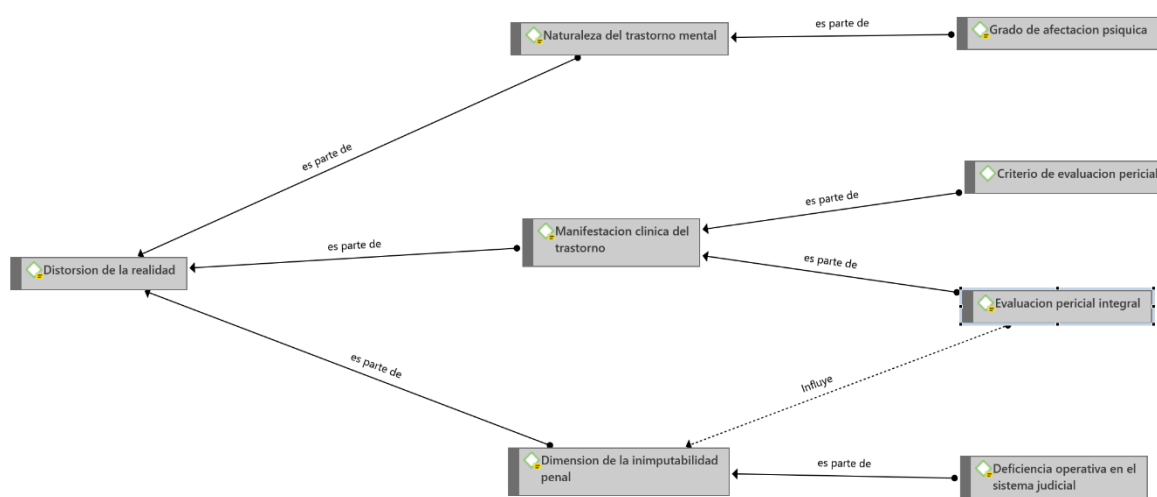 Naturaleza del trastorno mental
es parte de
Grado de afectacion psiquica
es parte de
Criterio de evaluacion pericial
es parte de
Manifestacion clinica del
trastorno
es parte de
Distorsion de la realidad
es parte de
Evaluacion pericial integral
es parte de
Influye
Dimension de la inimputabilidad
penal
es parte de
Deficiencia operativa en el
sistema judicial